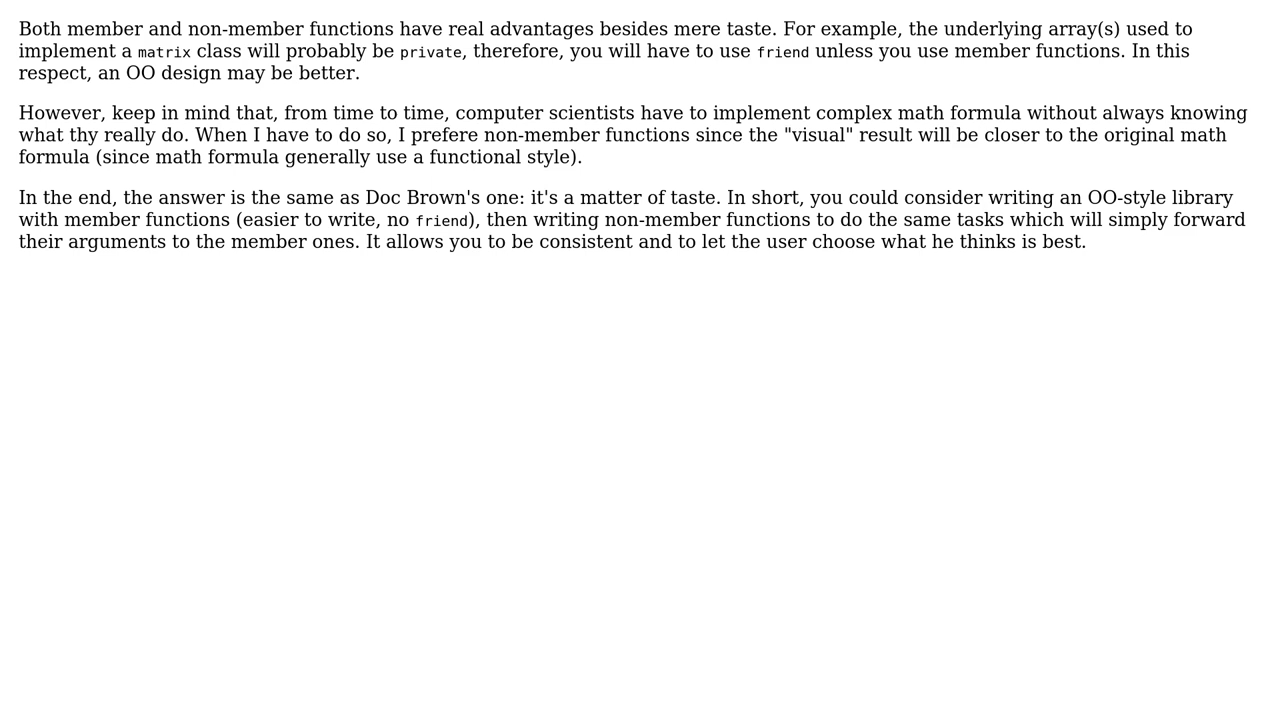 Both member and non-member functions have real advantages besides mere taste. For example, the underlying array(s) used to
implement a matrix class will probably be private, therefore, you will have to use friend unless you use member functions. In this
respect, an OO design may be better.
However, keep in mind that, from time to time, computer scientists have to implement complex math formula without always knowing
what thy really do. When I have to do so, I prefere non-member functions since the "visual" result will be closer to the original math
formula (since math formula generally use a functional style).
In the end, the answer is the same as Doc Brown's one: it's a matter of taste. In short, you could consider writing an OO-style library
with member functions (easier to write, no friend), then writing non-member functions to do the same tasks which will simply forward
their arguments to the member ones. It allows you to be consistent and to let the user choose what he thinks is best.